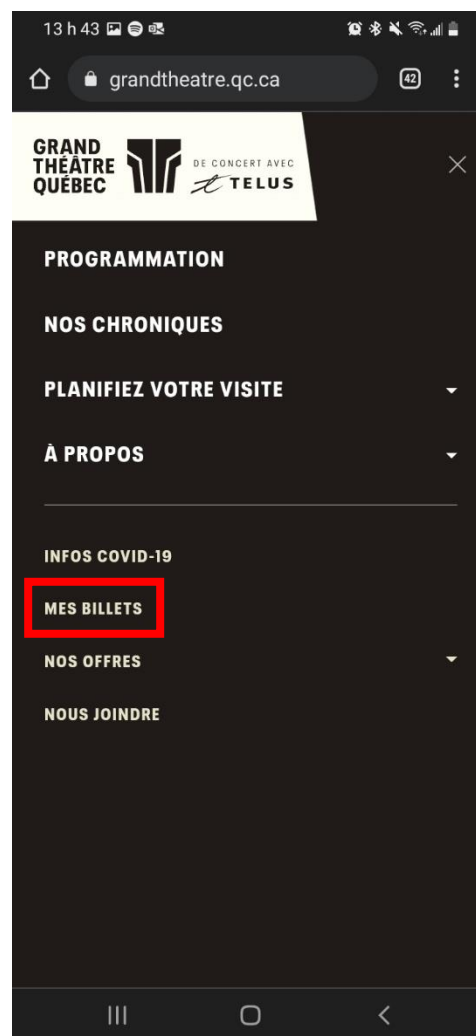 13 h 43
grandtheatre.qc.ca
42
GRAND
THÉÂTRE
QUÉBEC
DE CONCERT AVEC
TELUS
PROGRAMMATION
NOS CHRONIQUES
PLANIFIEZ VOTRE VISITE
À PROPOS
INFOS COVID-19
MES BILLETS
NOS OFFRES
NOUS JOINDRE